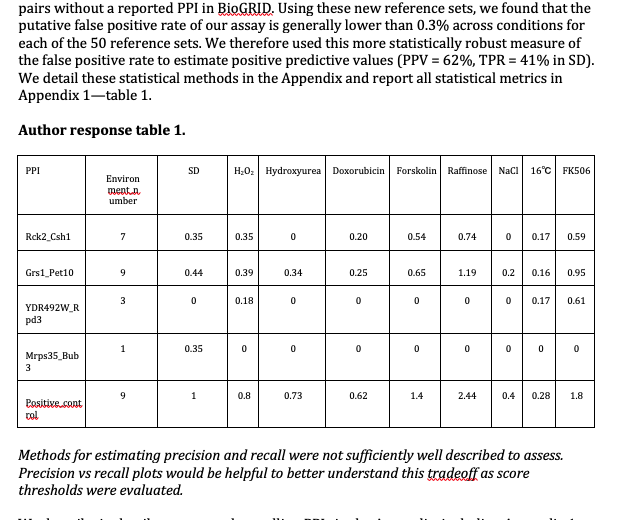 pairs without a reported PPI in BioGRID. Using these new reference sets, we found that the
putative false positive rate of our assay is generally lower than 0.3% across conditions for
each of the 50 reference sets. We therefore used this more statistically robust measure of
the false positive rate to estimate positive predictive values (PPV = 62%, TPR = 41% in SD).
We detail these statistical methods in the Appendix and report all statistical metrics in
Appendix 1—table 1.
Author response table 1.
PPI Environ ment_n umber SD H₂O₂ Hydroxyurea Doxorubicin Forskolin Raffinose NaCl 16℃ FK506
Rck2_Csh1 7 0.35 0.35 0 0.20 0.54 0.74 0 0.17 0.59
Grs1_Pet10 9 0.44 0.39 0.34 0.25 0.65 1.19 0.2 0.16 0.95
YDR492W_R pd3 3 0 0.18 0 0 0 0 0 0.17 0.61
Mrps35_Bub 3 1 0.35 0 0 0 0 0 0 0 0
Positive_cont rol 9 1 0.8 0.73 0.62 1.4 2.44 0.4 0.28 1.8
Methods for estimating precision and recall were not sufficiently well described to assess.
Precision vs recall plots would be helpful to better understand this tradeoff as score
thresholds were evaluated.